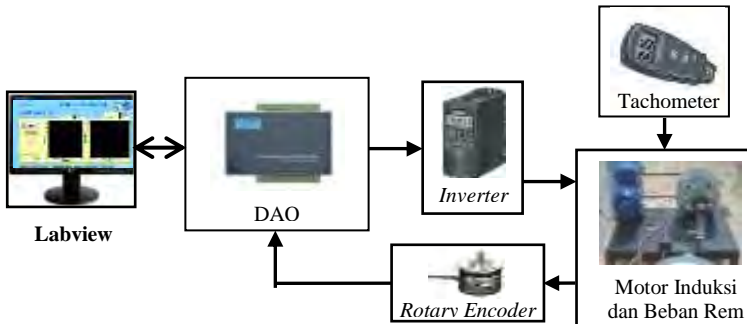 Tachometer
DAQ
Inverter
Labview
Rotary Encoder
Motor Induksi
dan Beban Rem